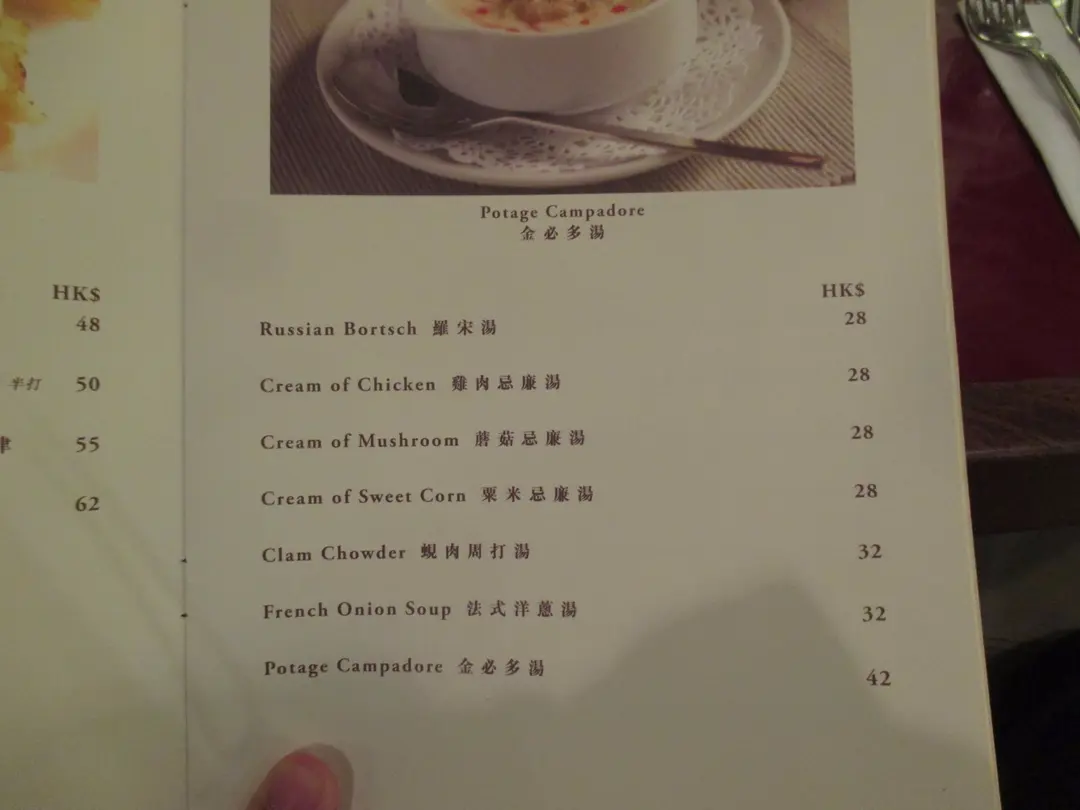 HK$
48
半打 50
55
62
Potage Campadore
金必多湯
HK$
Russian Bortsch 羅宋湯 28
Cream of Chicken 雞肉忌廉湯 28
Cream of Mushroom 蘑菇忌廉湯 28
Cream of Sweet Corn 粟米忌廉湯 28
Clam Chowder 蜆肉周打湯 32
French Onion Soup 法式洋蔥湯 32
Potage Campadore 金必多湯 42